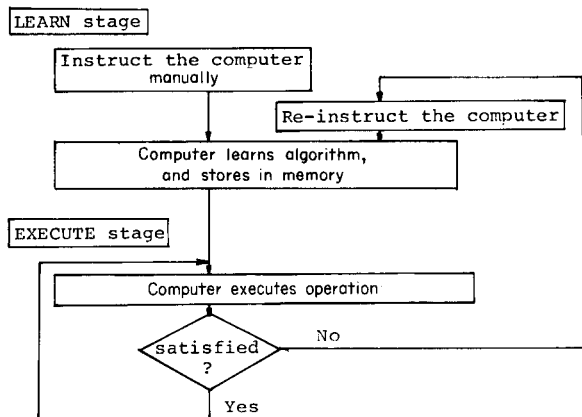 LEARN stage
Instruct the computer
manually
Re-instruct the computer
Computer learns algorithm,
and stores in memory
EXECUTE stage
Computer executes operation
satisfied
?
No
Yes